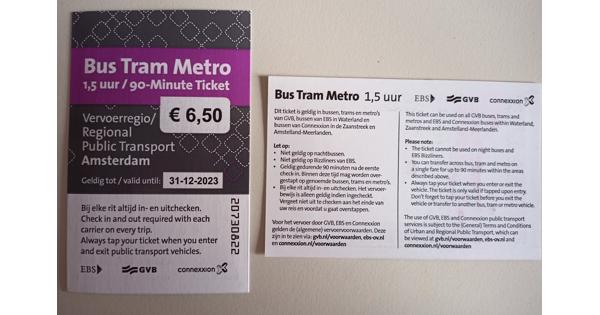 Bus Tram Metro
1,5 uur / 90-Minute Ticket
€ 6,50
Vervoerregio/
Regional
Public Transport
Amsterdam
Geldig tot / valid until: 31-12-2023
Bij elke rit altijd in- en uitchecken.
Check in and out required with each
carrier on every trip.
Always tap your ticket when you enter
and exit public transport vehicles.
EBS GVB connexxion
20730622
Bus Tram Metro 1,5 uur EBS GVB connexxion
Dit ticket is geldig in bussen, trams en metro's
van GVB, bussen van EBS in Waterland en
bussen van Connexxion in de Zaanstreek en
Amstelland-Meerlanden.
Let op:
• Niet geldig op nachtbussen.
• Niet geldig op Bizzliners van EBS.
• Geldig gedurende 90 minuten na de eerste
check in. Binnen deze tijd mag worden over-
gestapt op genoemde bussen, trams en metro's.
• Bij elke rit altijd in- en uitchecken. Het vervoer-
bewijs is alleen geldig indien ingecheckt.
Vergeet niet uit te checken aan het einde van
uw reis en voordat u gaat overstappen.
Voor het vervoer door GVB, EBS en Connexxion
gelden de (algemene) vervoervoorwaarden. Deze
zijn in te zien via: gvb.nl/voorwaarden, ebs-ov.nl
en connexxion.nl/voorwaarden
This ticket can be used on all GVB buses, trams and
metros and EBS and Connexxion buses within Waterland,
Zaanstreek and Amstelland-Meerlanden.
Please note:
• The ticket cannot be used on night buses and
EBS Bizzliners.
• You can transfer across bus, tram and metro on
a single fare for up to 90 minutes within the areas
described above.
• Always tap your ticket when you enter or exit the
vehicle. The ticket is only valid if tapped upon entry.
Don't forget to tap your ticket before you exit the
vehicle or transfer to another bus, tram or metro vehicle.
The use of GVB, EBS and Connexxion public transport
services is subject to the (General) Terms and Conditions
of Urban and Regional Public Transport, which can
be viewed at gvb.nl/voorwaarden, ebs-ov.nl and
connexxion.nl/voorwaarden